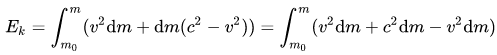 $E_k = \int_{m_0}^{m} (v^2 \mathrm{d}m + \mathrm{d}m(c^2 - v^2)) = \int_{m_0}^{m} (v^2 \mathrm{d}m + c^2 \mathrm{d}m - v^2 \mathrm{d}m)$